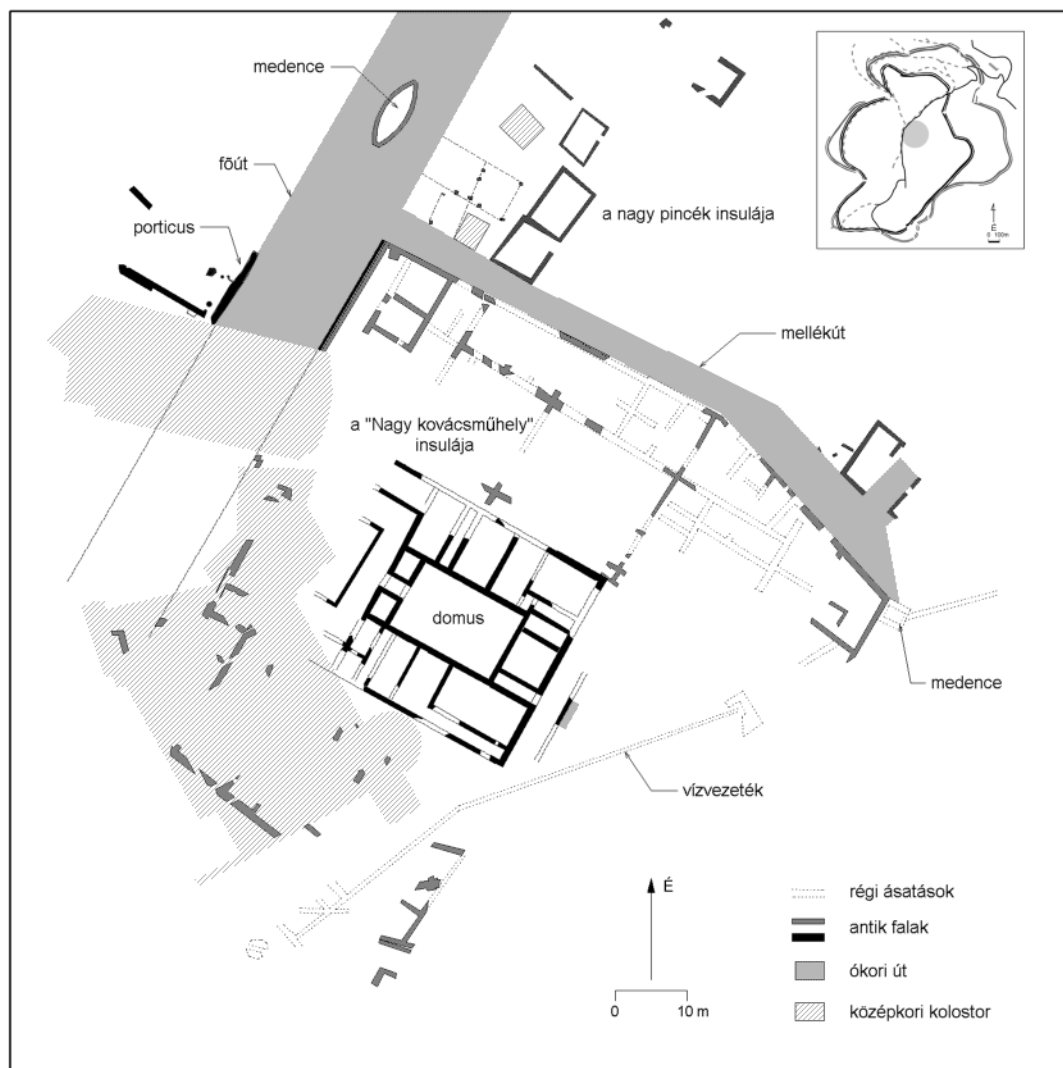 medence
főút
porticus
a nagy pincék insulája
É
0 100m
mellékút
a "Nagy kovácsműhely"
insulája
domus
medence
vízvezeték
É
0 10 m
régi ásatások
antik falak
ókori út
középkori kolostor